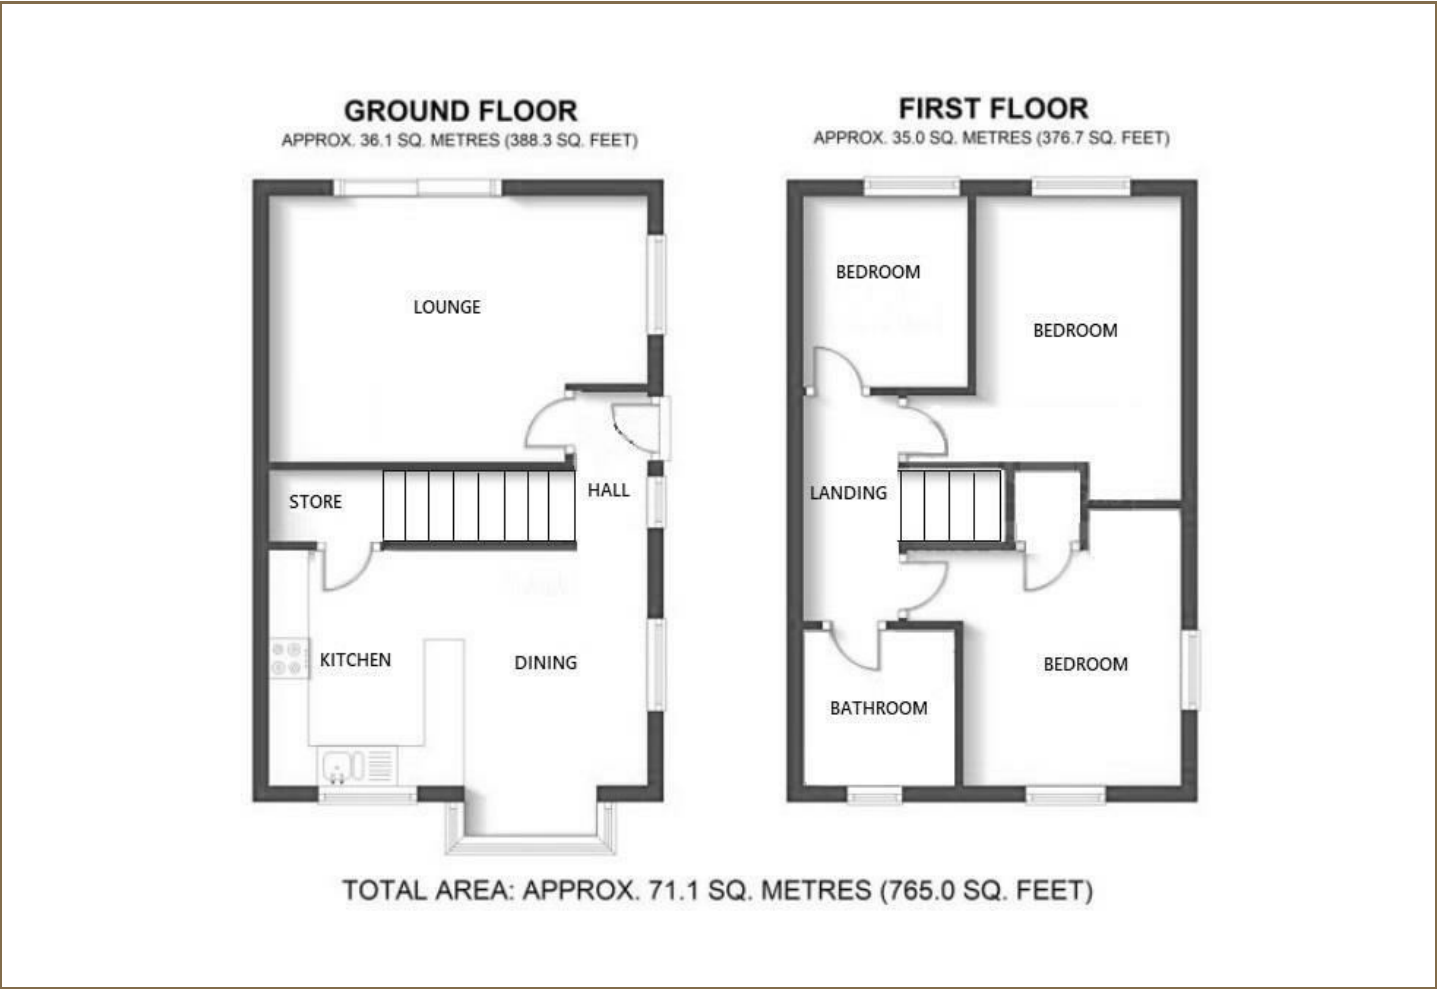 GROUND FLOOR
APPROX. 36.1 SQ. METRES (388.3 SQ. FEET)
LOUNGE
STORE
HALL
KITCHEN
DINING
FIRST FLOOR
APPROX. 35.0 SQ. METRES (376.7 SQ. FEET)
BEDROOM
BEDROOM
LANDING
BEDROOM
BATHROOM
TOTAL AREA: APPROX. 71.1 SQ. METRES (765.0 SQ. FEET)